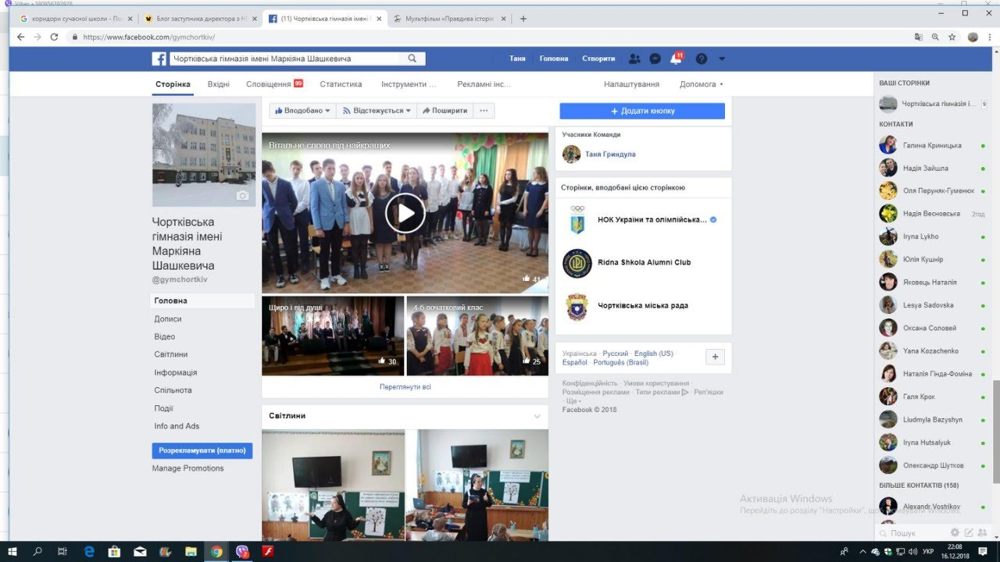 Viber +380956393928
коридори сучасної школи - По
Блог заступника директора з Н
(11) Чортківська гімназія імені
Мультфільм «Правдива історія
https://www.facebook.com/gymchortkiv/
Чортківська гімназія імені Маркіяна Шашкевича
Таня
Головна
Створити
11
Сторінка
Вхідні
Сповіщення 99
Статистика
Інструменти ...
Рекламні інс...
Налаштування
Допомога
Чортківська
гімназія імені
Маркіяна
Шашкевича
@gymchortkiv
Головна
Дописи
Відео
Світлини
Інформація
Спільнота
Події
Info and Ads
Розрекламувати (платно)
Manage Promotions
Вподобано
Відстежується
Поширити
Вітальне слово від найкращих
41
Щиро і від душі
30
4-б початковий клас
25
Переглянути всі
Світлини
+ Додати кнопку
Учасники Команди
Таня Гриндула
Сторінки, вподобані цією сторінкою
НОК України та олімпійська...
Ridna Shkola Alumni Club
Чортківська міська рада
Українська · Русский · English (US) ·
Español · Português (Brasil)
Конфіденційність · Умови користування ·
Розміщення реклами · Типи реклами · Реп'яшки
· Ще
Facebook © 2018
ВАШІ СТОРІНКИ
Чортківська гімназія і... 9
КОНТАКТИ
Галина Криницька
Надія Зайшла
Оля Перуняк-Гуменюк
Надія Весновська 2год
Iryna Lykho
Юлія Кушнір
Яковець Наталія
Lesya Sadovska
Оксана Соловей
Yana Kozachenko
Наталія Гінда-Фоміна
Галя Крок
Liudmyla Bazyshyn
Iryna Hutsalyuk
Олександр Шутков
БІЛЬШЕ КОНТАКТІВ (158)
Alexandr Vostrikov
Пошук
Активація Windows
Перейдіть до розділу "Настройки", щоб активувати Windows.
УКР
22:08
16.12.2018